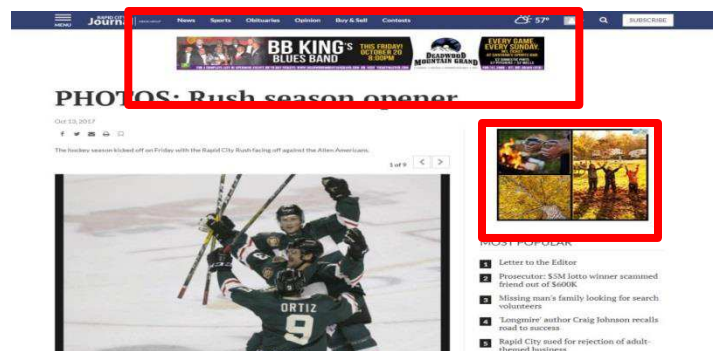 MENU
RAPID CITY
Journal
News Sports Obituaries Opinion Buy & Sell Contests
57°
SUBSCRIBE
BB KING'S
BLUES BAND
THIS FRIDAY!
OCTOBER 20
8:00PM
DEADWOOD
MOUNTAIN GRAND
EVERY GAME.
EVERY SUNDAY.
PHOTOS: Rush season opener
Oct 13, 2017
The hockey season kicked off on Friday with the Rapid City Rush facing off against the Allen Americans.
1 of 9
ORTIZ
9
MOST POPULAR
1 Letter to the Editor
2 Prosecutor: $5M lotto winner scammed
friend out of $600K
3 Missing man's family looking for search
volunteers
4 'Longmire' author Craig Johnson recalls
road to success
5 Rapid City sued for rejection of adult-
themed business